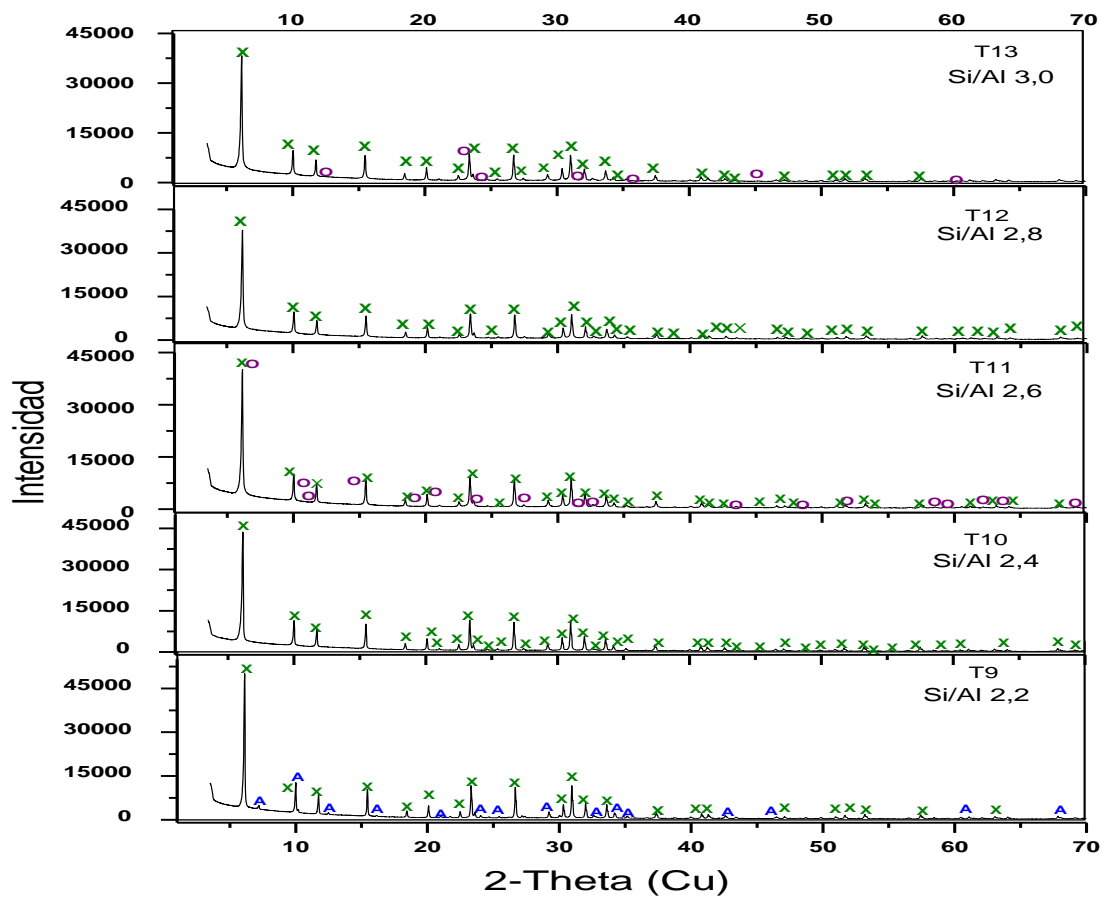 10 20 30 40 50 60 70
45000
30000
15000
0
T13
Si/Al 3,0
X X X O X X X X O X O X X X X X X O X X X O X X X X O X X X X X O
45000
30000
15000
0
T12
Si/Al 2,8
45000
30000
15000
0
T11
Si/Al 2,6
45000
30000
15000
0
T10
Si/Al 2,4
45000
30000
15000
0
T9
Si/Al 2,2
Intensidad
10 20 30 40 50 60 70
2-Theta (Cu)